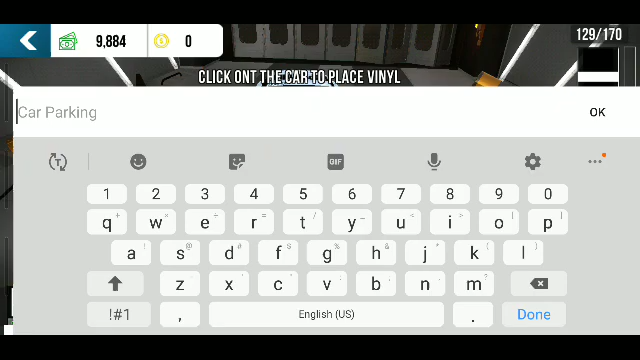 9,884
0
129/170
CLICK ONT THE CAR TO PLACE VINYL
Car Parking
OK
T
GIF
1 2 3 4 5 6 7 8 9 0
q w e r t y u i o p
a s d f g h j k l
z x c v b n m
!#1 , English (US) . Done